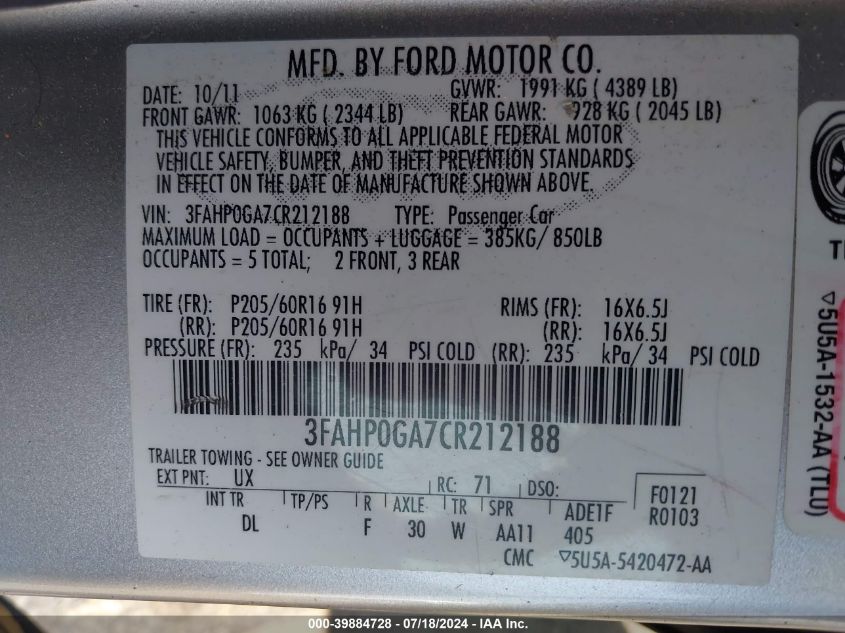 MFD. BY FORD MOTOR CO.
DATE: 10/11 GVWR: 1991 KG ( 4389 LB)
FRONT GAWR: 1063 KG ( 2344 LB) REAR GAWR: 928 KG ( 2045 LB)
THIS VEHICLE CONFORMS TO ALL APPLICABLE FEDERAL MOTOR
VEHICLE SAFETY, BUMPER, AND THEFT PREVENTION STANDARDS
IN EFFECT ON THE DATE OF MANUFACTURE SHOWN ABOVE.
VIN: 3FAHP0GA7CR212188 TYPE: Passenger Car
MAXIMUM LOAD = OCCUPANTS + LUGGAGE = 385KG/ 850LB
OCCUPANTS = 5 TOTAL; 2 FRONT, 3 REAR
TIRE (FR): P205/60R16 91H RIMS (FR): 16X6.5J
(RR): P205/60R16 91H (RR): 16X6.5J
PRESSURE (FR): 235 kPa/ 34 PSI COLD (RR): 235 kPa/ 34 PSI COLD
3FAHP0GA7CR212188
TRAILER TOWING - SEE OWNER GUIDE
EXT PNT: UX RC: 71 DSO: F0121
INT TR TP/PS R AXLE TR SPR ADE1F R0103
DL F 30 W AA11 405
CMC ▽5U5A-5420472-AA
▽5U5A-1532-AA (TLU)
000-39884728 - 07/18/2024 - IAA Inc.